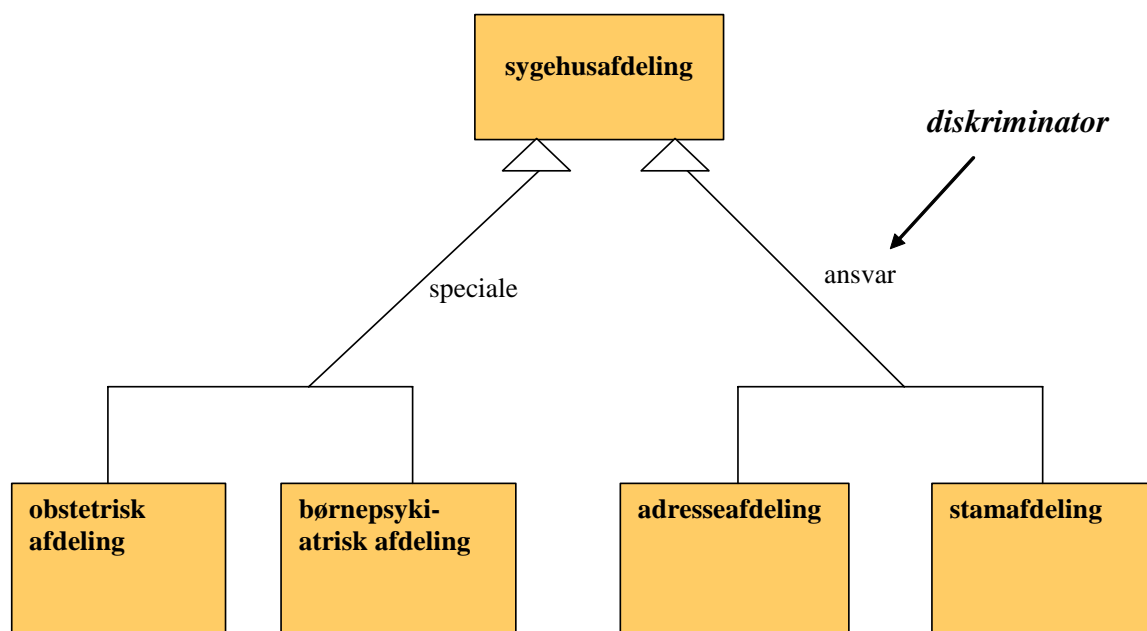 sygehusafdeling
diskriminator
speciale
ansvar
obstetrisk
afdeling
børnepsyki-
atrisk afdeling
adresseafdeling
stamafdeling